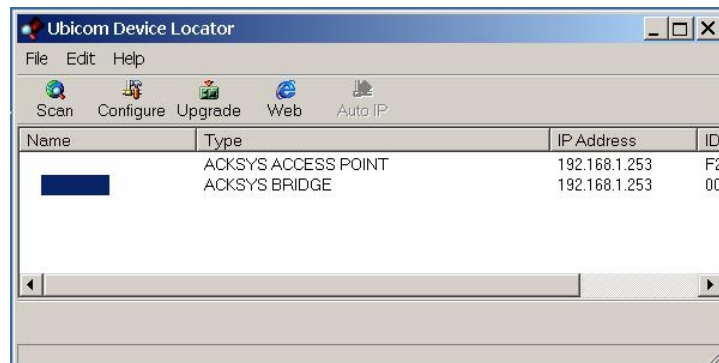 Ubicom Device Locator
File Edit Help
Scan Configure Upgrade Web Auto IP
Name Type IP Address ID
ACKSYS ACCESS POINT 192.168.1.253
ACKSYS BRIDGE 192.168.1.253 00